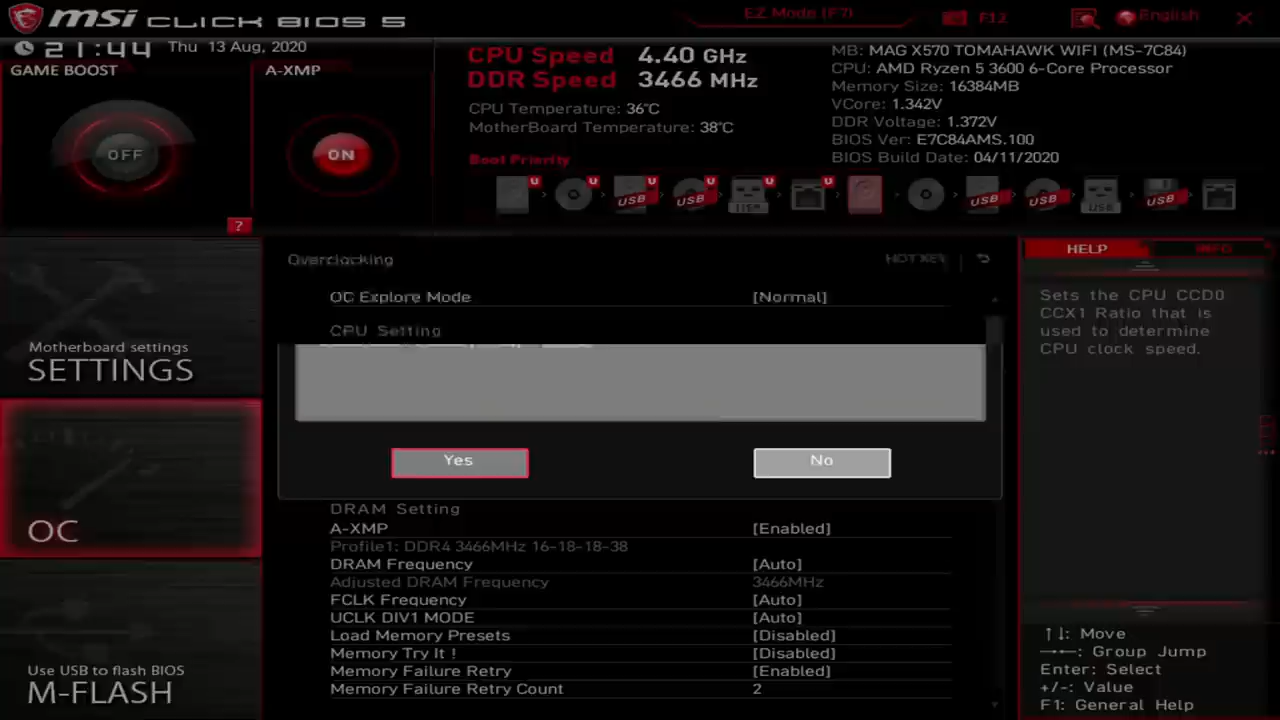 msi CLICK BIOS 5
EZ Mode (F7)
F12
English
21:44 Thu 13 Aug, 2020
GAME BOOST
A-XMP
OFF
ON
?
CPU Speed 4.40 GHz
DDR Speed 3466 MHz
CPU Temperature: 36°C
MotherBoard Temperature: 38°C
Boot Priority
MB: MAG X570 TOMAHAWK WIFI (MS-7C84)
CPU: AMD Ryzen 5 3600 6-Core Processor
Memory Size: 16384MB
VCore: 1.342V
DDR Voltage: 1.372V
BIOS Ver: E7C84AMS.100
BIOS Build Date: 04/11/2020
U U U U U U
USB USB USB USB USB USB USB
Motherboard settings
SETTINGS
OC
Use USB to flash BIOS
M-FLASH
Overclocking
HOT KEY
OC Explore Mode [Normal]
CPU Setting
Yes
No
DRAM Setting
A-XMP [Enabled]
Profile1: DDR4 3466MHz 16-18-18-38
DRAM Frequency [Auto]
Adjusted DRAM Frequency 3466MHz
FCLK Frequency [Auto]
UCLK DIV1 MODE [Auto]
Load Memory Presets [Disabled]
Memory Try It ! [Disabled]
Memory Failure Retry [Enabled]
Memory Failure Retry Count 2
HELP
INFO
Sets the CPU CCD0
CCX1 Ratio that is
used to determine
CPU clock speed.
↑↓: Move
→←: Group Jump
Enter: Select
+/-: Value
F1: General Help